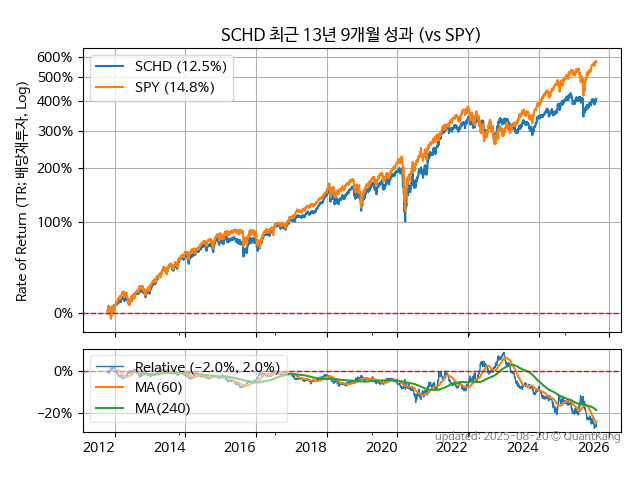 SCHD 최근 13년 9개월 성과 (vs SPY)
Rate of Return (TR; 배당재투자, Log)
600%
500%
400%
300%
200%
100%
0%
SCHD (12.5%)
SPY (14.8%)
0%
−20%
Relative (−2.0%, 2.0%)
MA(60)
MA(240)
updated: 2025-08-20 © QuantKang
2012 2014 2016 2018 2020 2022 2024 2026